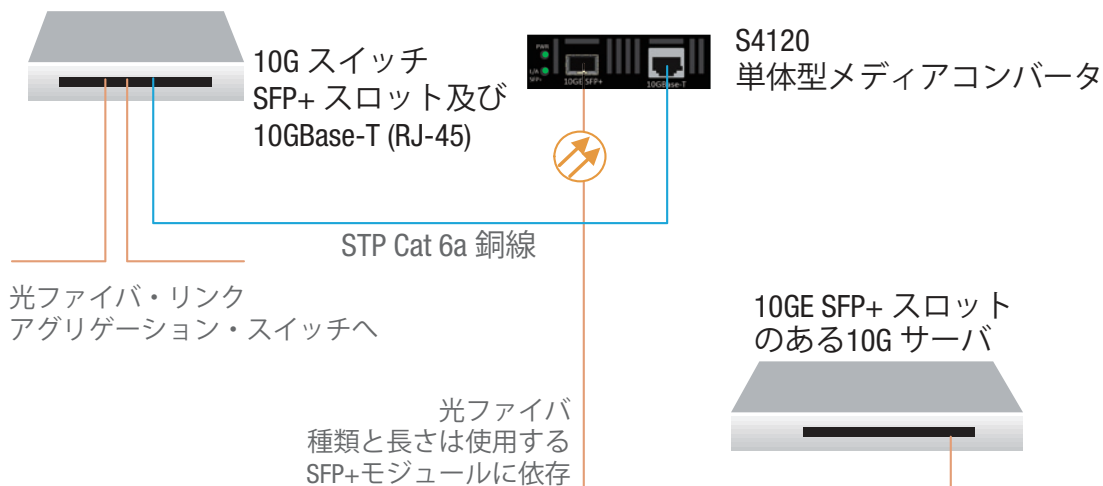 10G スイッチ
SFP+ スロット及び
10GBase-T (RJ-45)
PWR
L/A
SFP+
10GE SFP+
10GBase-T
S4120
単体型メディアコンバータ
STP Cat 6a 銅線
光ファイバ・リンク
アグリゲーション・スイッチへ
10GE SFP+ スロット
のある10G サーバ
光ファイバ
種類と長さは使用する
SFP+モジュールに依存